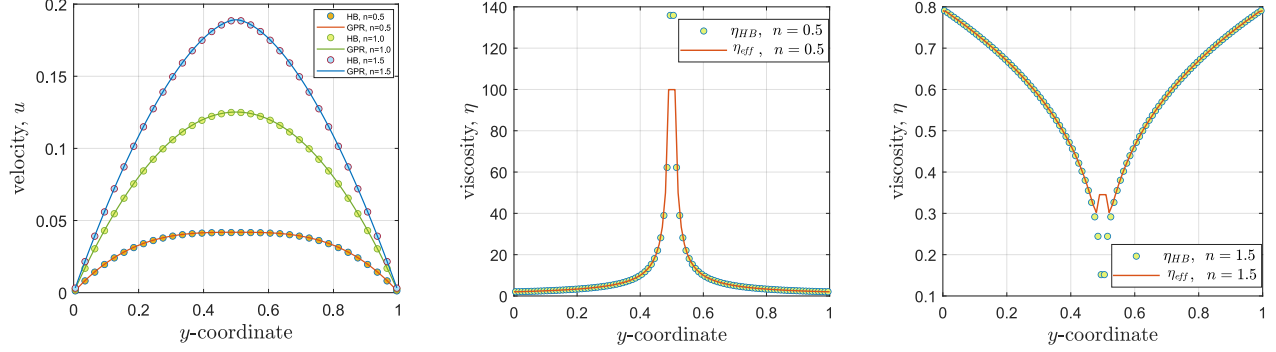 0.2
0.15
0.1
0.05
0
velocity, u
0 0.2 0.4 0.6 0.8 1
y-coordinate
HB, n=0.5
GPR, n=0.5
HB, n=1.0
GPR, n=1.0
HB, n=1.5
GPR, n=1.5
140
120
100
80
60
40
20
0
viscosity, η
0 0.2 0.4 0.6 0.8 1
y-coordinate
η_HB, n = 0.5
η_eff, n = 0.5
0.8
0.7
0.6
0.5
0.4
0.3
0.2
0.1
viscosity, η
0 0.2 0.4 0.6 0.8 1
y-coordinate
η_HB, n = 1.5
η_eff, n = 1.5